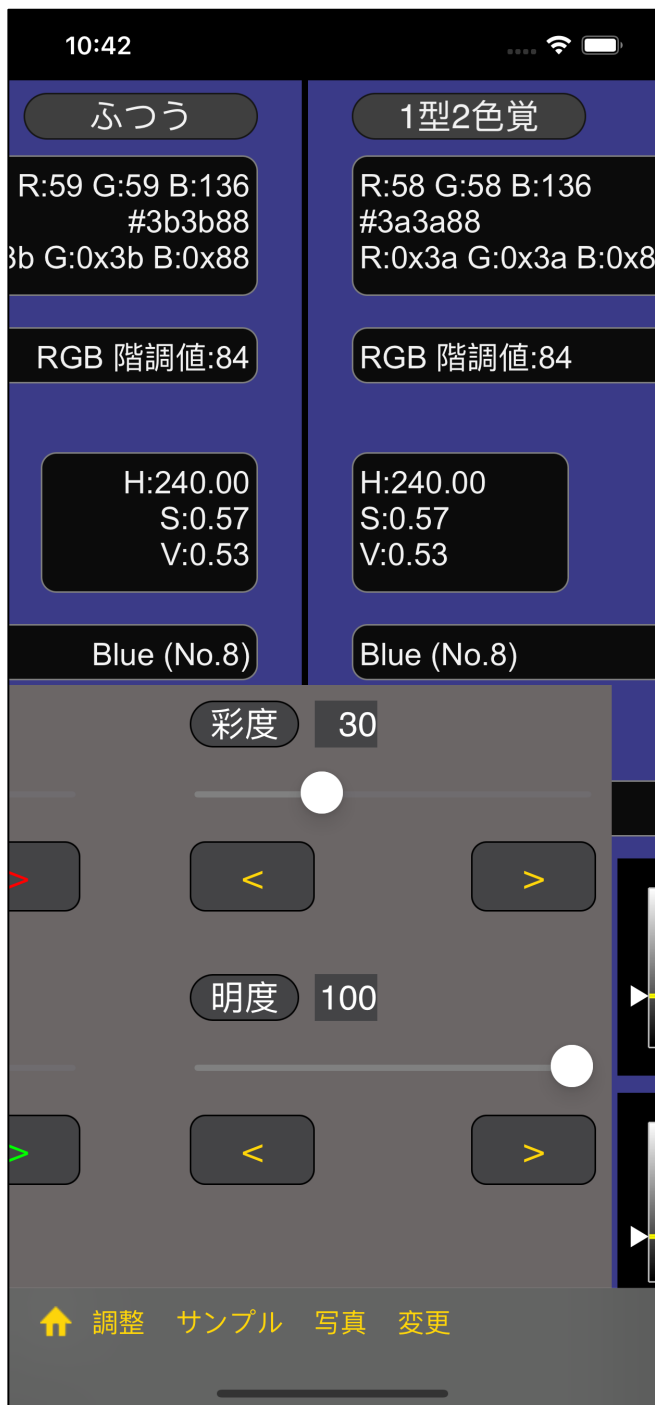 10:42
ふつう
R:59 G:59 B:136
#3b3b88
3b G:0x3b B:0x88
RGB 階調値:84
H:240.00
S:0.57
V:0.53
Blue (No.8)
1型2色覚
R:58 G:58 B:136
#3a3a88
R:0x3a G:0x3a B:0x8
RGB 階調値:84
H:240.00
S:0.57
V:0.53
Blue (No.8)
彩度 30
> < >
明度 100
> < >
調整 サンプル 写真 変更